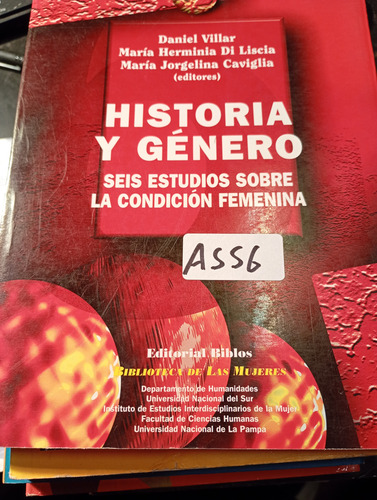 Daniel Villar
María Herminia Di Liscia
María Jorgelina Caviglia
(editores)
HISTORIA
Y GÉNERO
SEIS ESTUDIOS SOBRE
LA CONDICIÓN FEMENINA
A556
Editorial Biblos
BIBLIOTECA DE LAS MUJERES
Departamento de Humanidades
Universidad Nacional del Sur
Instituto de Estudios Interdisciplinarios de la Mujer
Facultad de Ciencias Humanas
Universidad Nacional de La Pampa